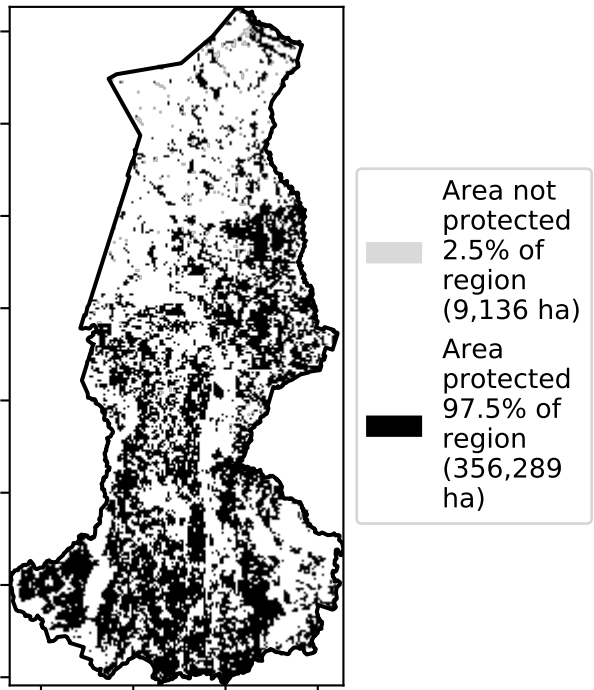 Area not
protected
2.5% of
region
(9,136 ha)
Area
protected
97.5% of
region
(356,289
ha)